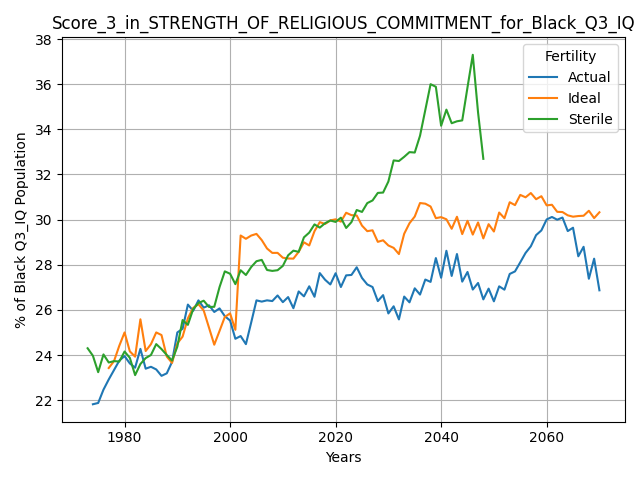 Score_3_in_STRENGTH_OF_RELIGIOUS_COMMITMENT_for_Black_Q3_IQ
% of Black Q3_IQ Population
38
36
34
32
30
28
26
24
22
Fertility
Actual
Ideal
Sterile
1980
2000
2020
2040
2060
Years